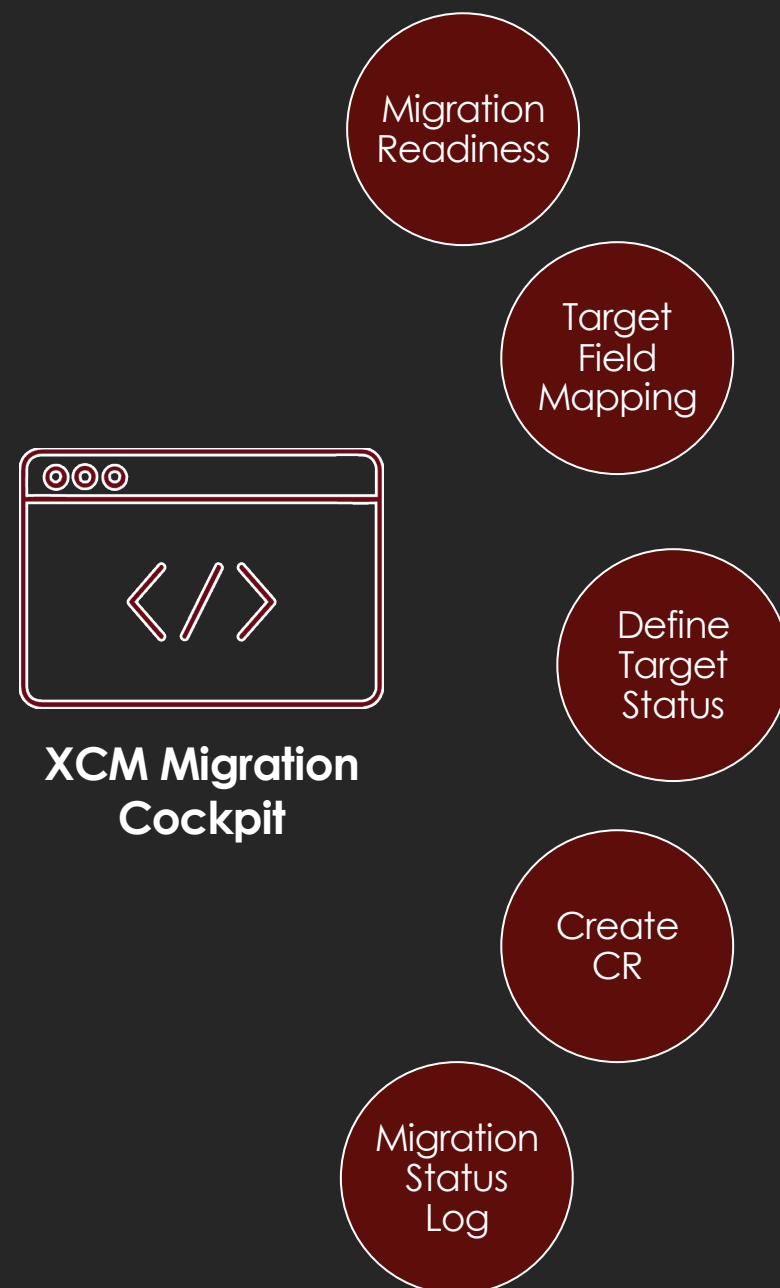 Migration
Readiness
Target
Field
Mapping
</>
XCM Migration
Cockpit
Define
Target
Status
Create
CR
Migration
Status
Log